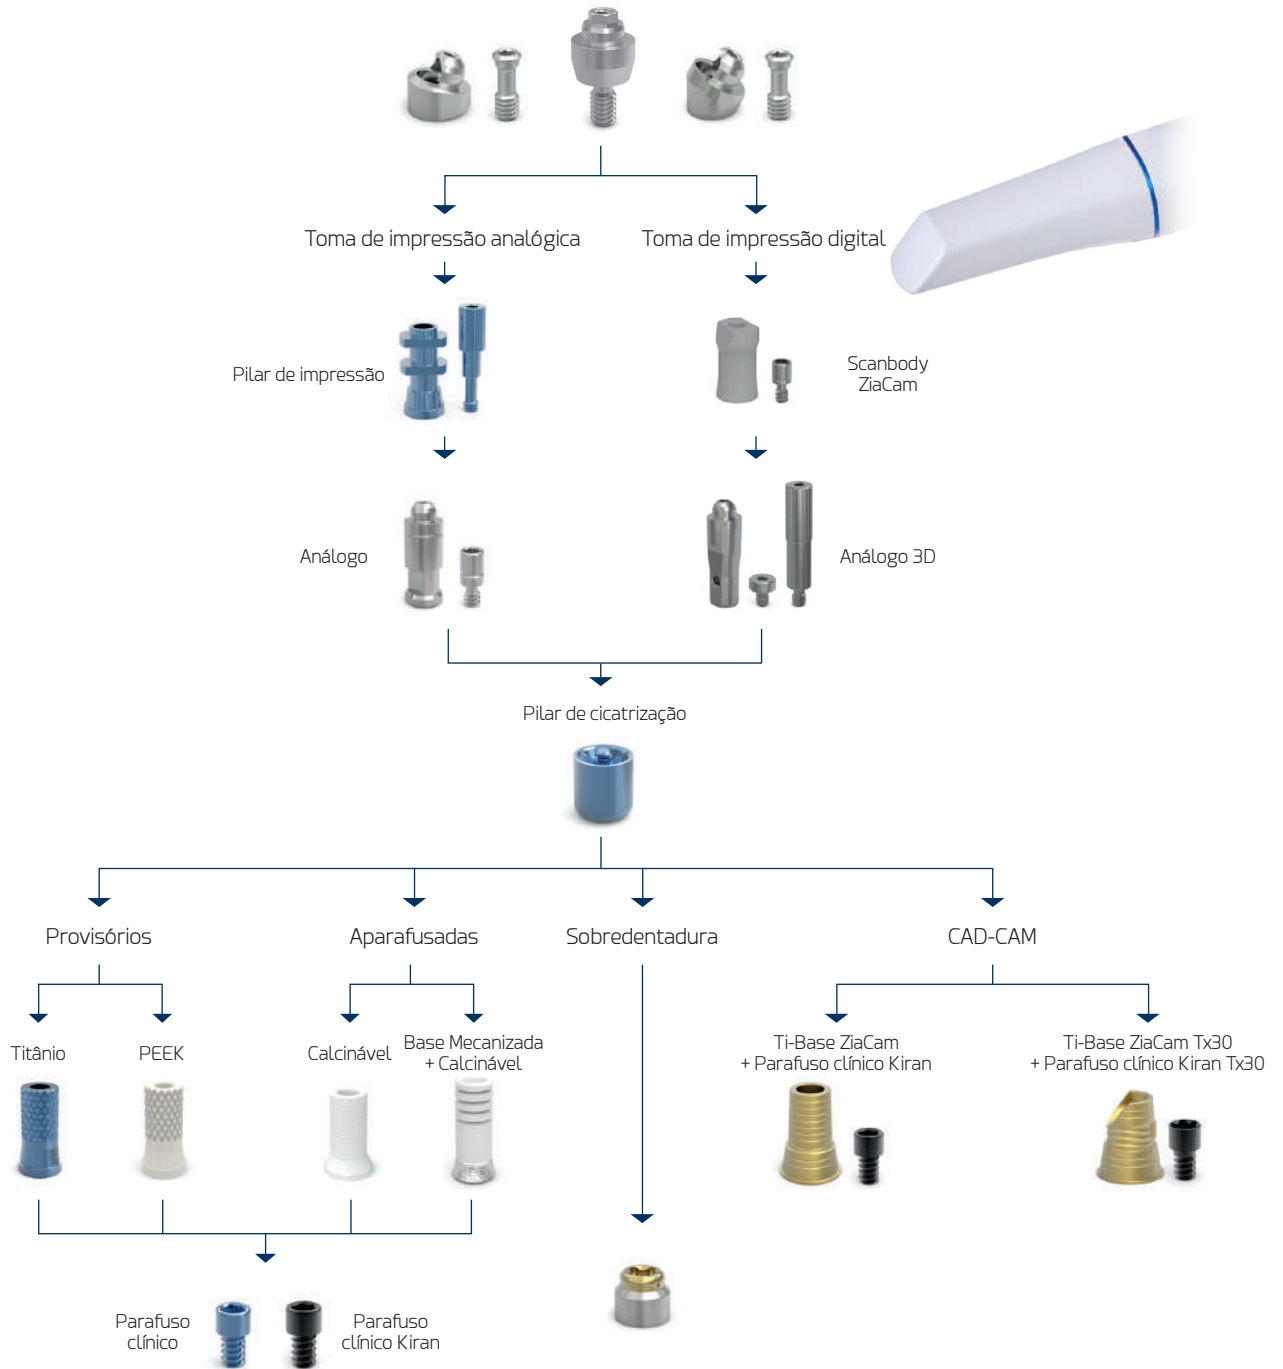 Toma de impressão analógica
Toma de impressão digital
Pilar de impressão
Scanbody
ZiaCam
Análogo
Análogo 3D
Pilar de cicatrização
Provisórios
Aparafusadas
Sobredentadura
CAD-CAM
Titânio
PEEK
Calcinável
Base Mecanizada
+ Calcinável
Ti-Base ZiaCam
+ Parafuso clínico Kiran
Ti-Base ZiaCam Tx30
+ Parafuso clínico Kiran Tx30
Parafuso
clínico
Parafuso
clínico Kiran